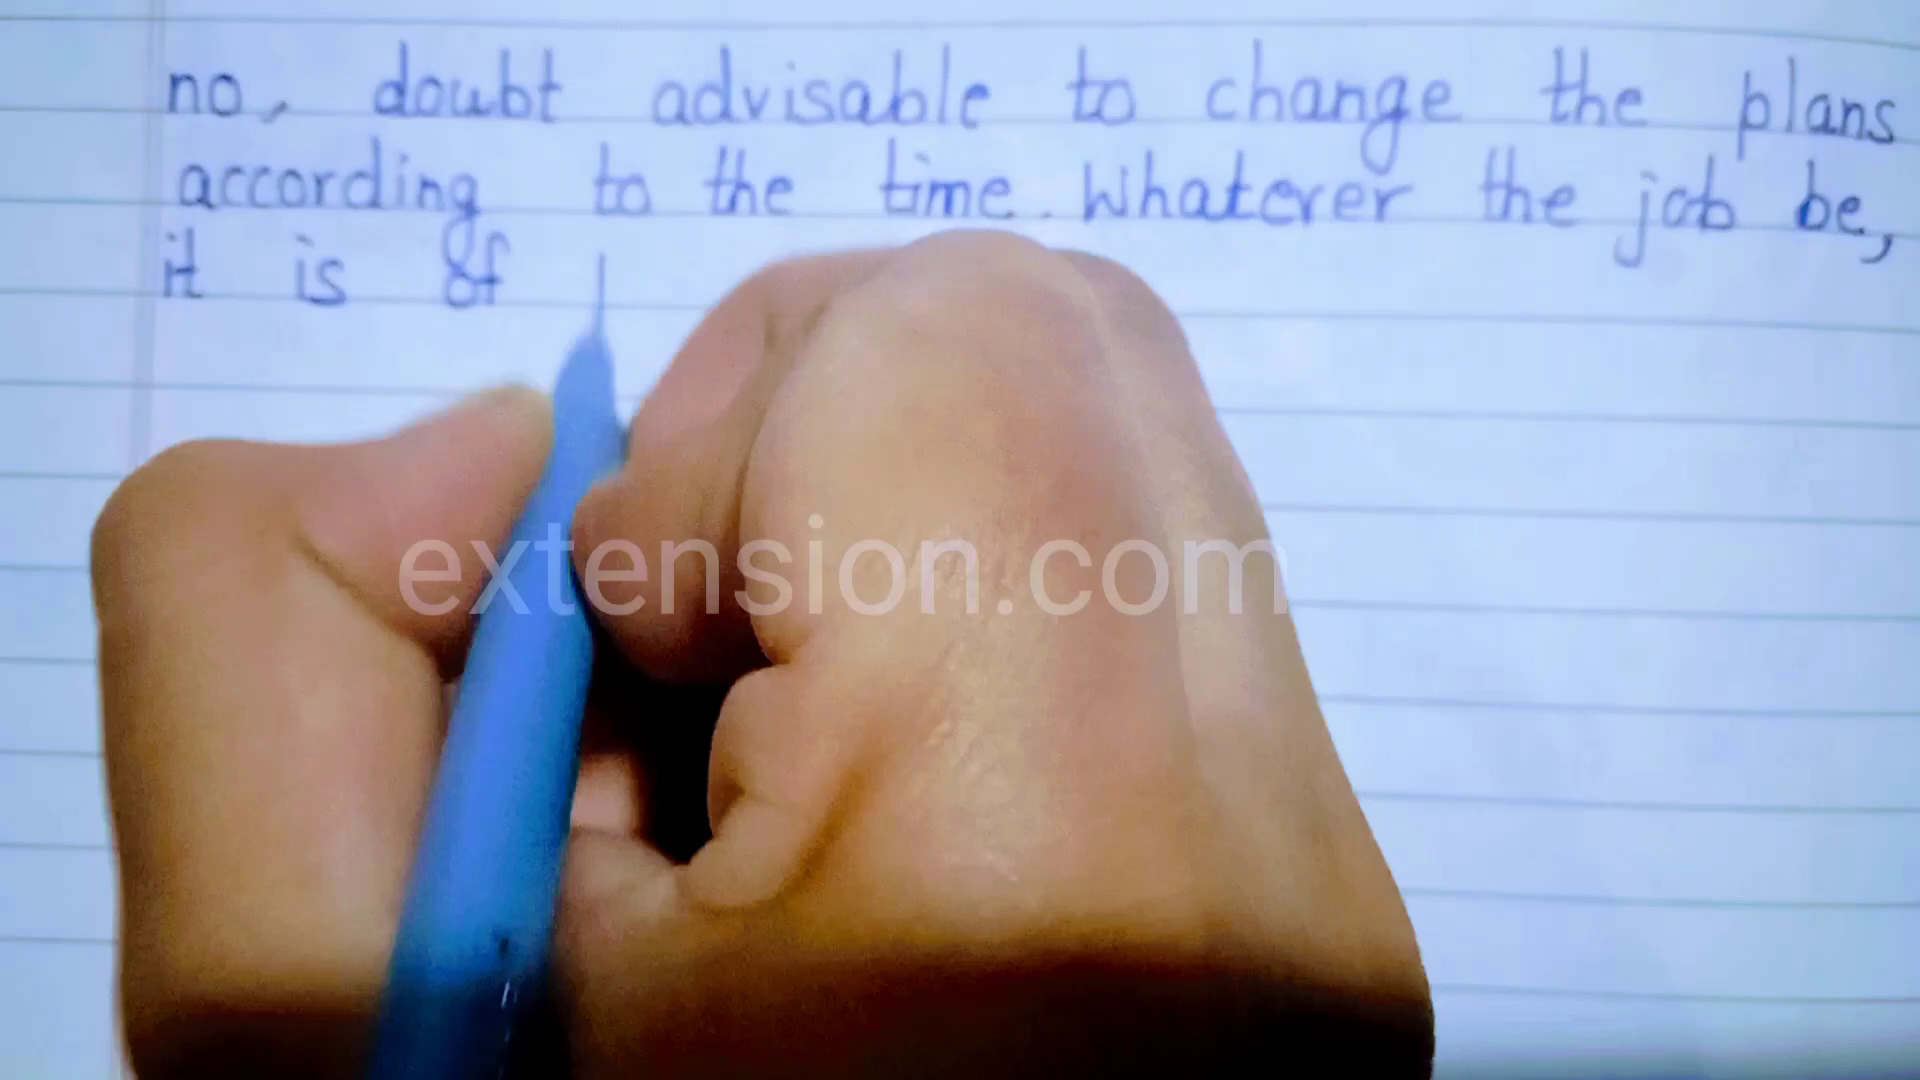 no, doubt advisable to change the plans
according to the time. Whatever the job be,
it is of
extension.com